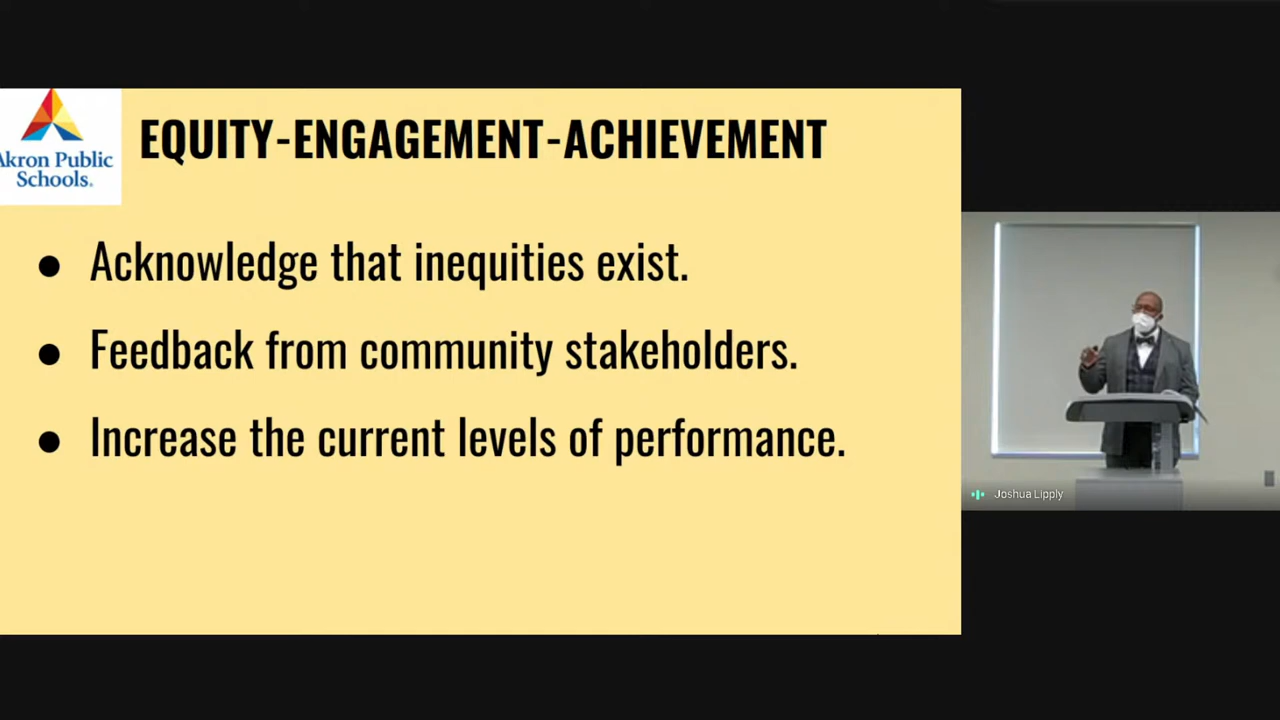 Akron Public
Schools.
EQUITY-ENGAGEMENT-ACHIEVEMENT
● Acknowledge that inequities exist.
● Feedback from community stakeholders.
● Increase the current levels of performance.
Joshua Lipply